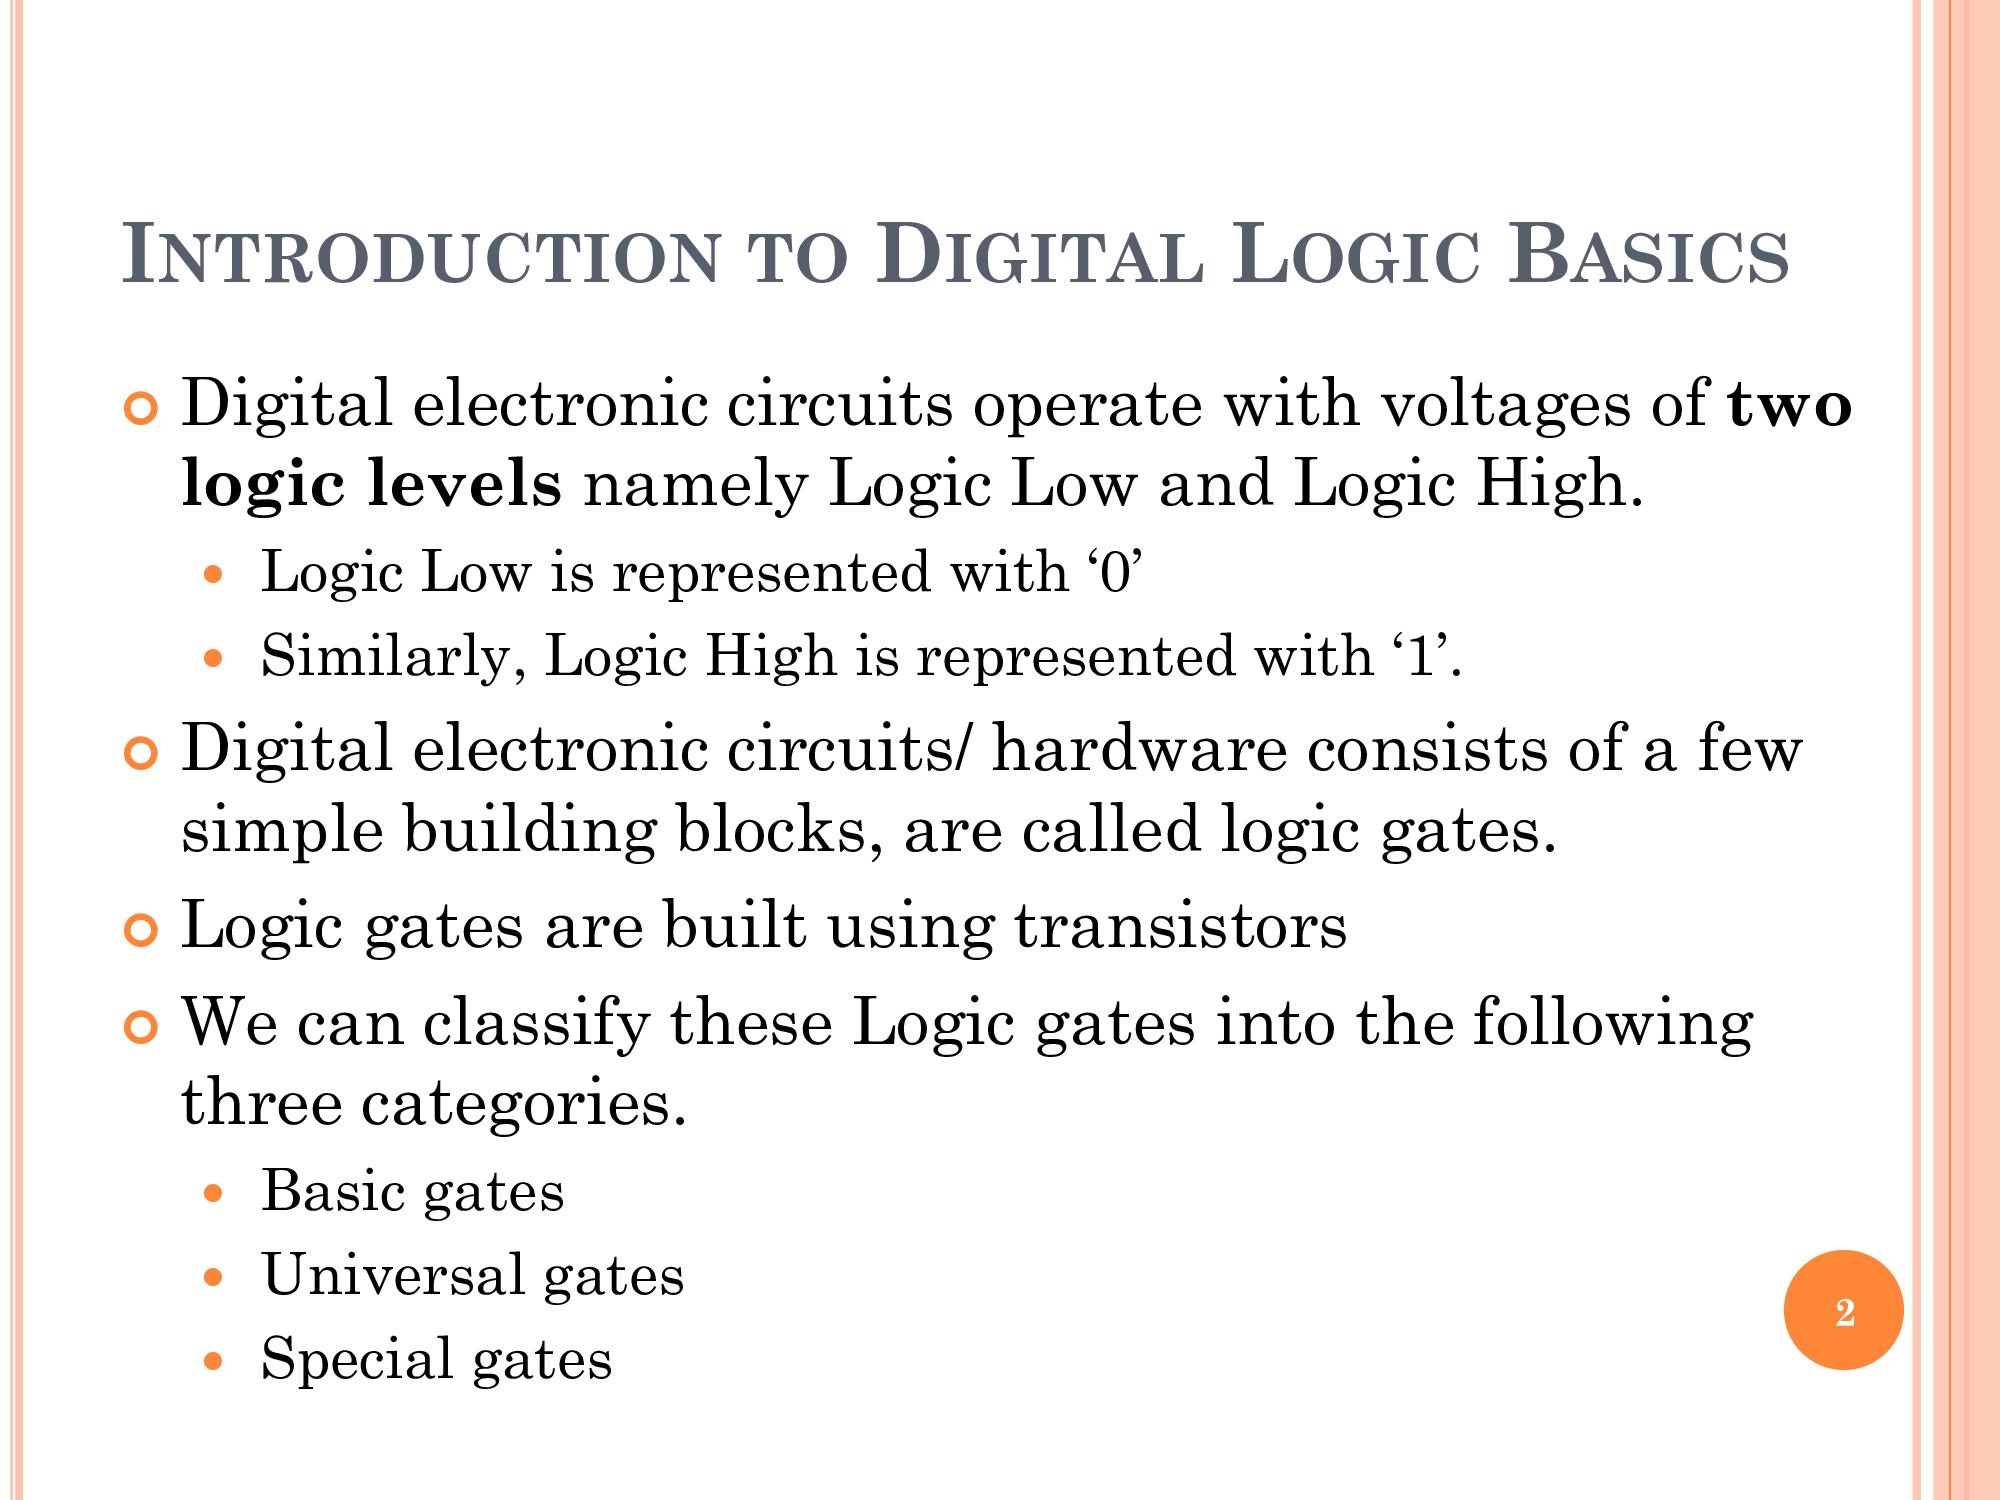 INTRODUCTION TO DIGITAL LOGIC BASICS
Digital electronic circuits operate with voltages of two
logic levels namely Logic Low and Logic High.
Logic Low is represented with ‘0’
Similarly, Logic High is represented with ‘1’.
Digital electronic circuits/ hardware consists of a few
simple building blocks, are called logic gates.
Logic gates are built using transistors
We can classify these Logic gates into the following
three categories.
Basic gates
Universal gates
Special gates
2